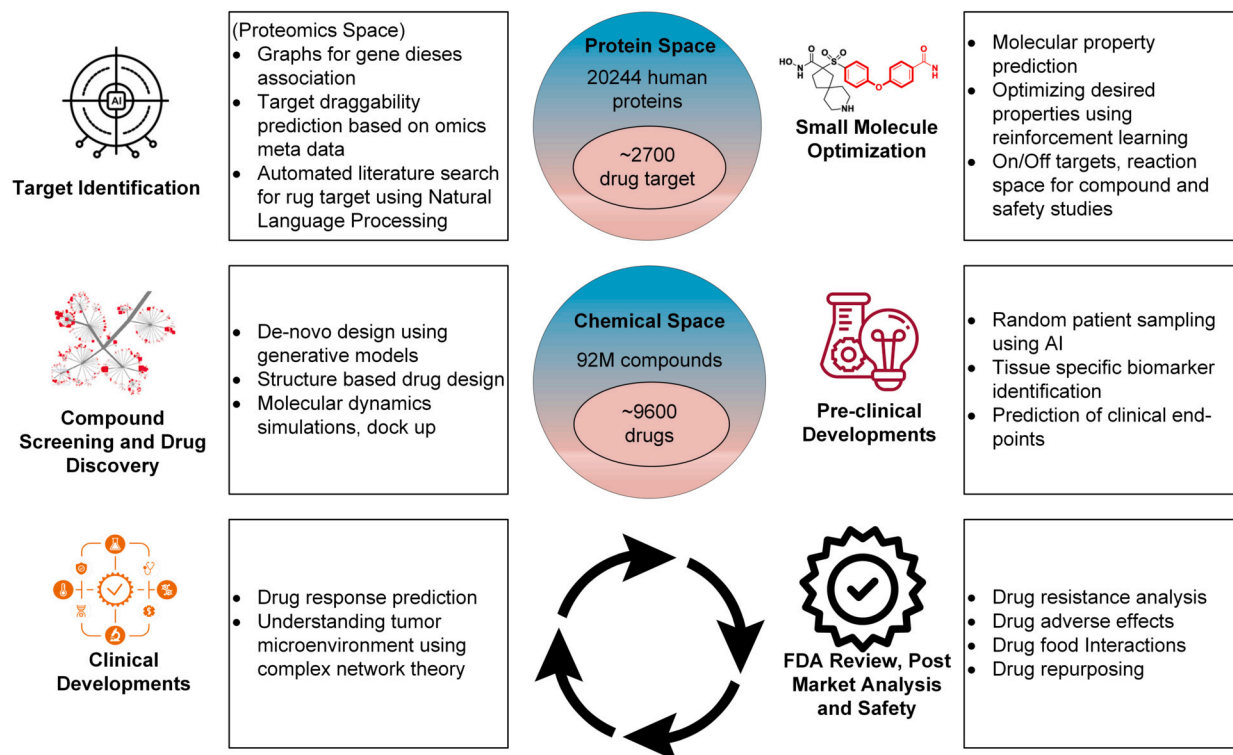 AI
Target Identification
(Proteomics Space)
● Graphs for gene dieses
association
● Target draggability
prediction based on omics
meta data
● Automated literature search
for rug target using Natural
Language Processing
Protein Space
20244 human
proteins
~2700
drug target
O O O
HO S O NH
N
H
O
NH
Small Molecule
Optimization
● Molecular property
prediction
● Optimizing desired
properties using
reinforcement learning
● On/Off targets, reaction
space for compound and
safety studies
Compound
Screening and Drug
Discovery
● De-novo design using
generative models
● Structure based drug design
● Molecular dynamics
simulations, dock up
Chemical Space
92M compounds
~9600
drugs
Pre-clinical
Developments
● Random patient sampling
using AI
● Tissue specific biomarker
identification
● Prediction of clinical end-
points
Clinical
Developments
● Drug response prediction
● Understanding tumor
microenvironment using
complex network theory
FDA Review, Post
Market Analysis
and Safety
● Drug resistance analysis
● Drug adverse effects
● Drug food Interactions
● Drug repurposing